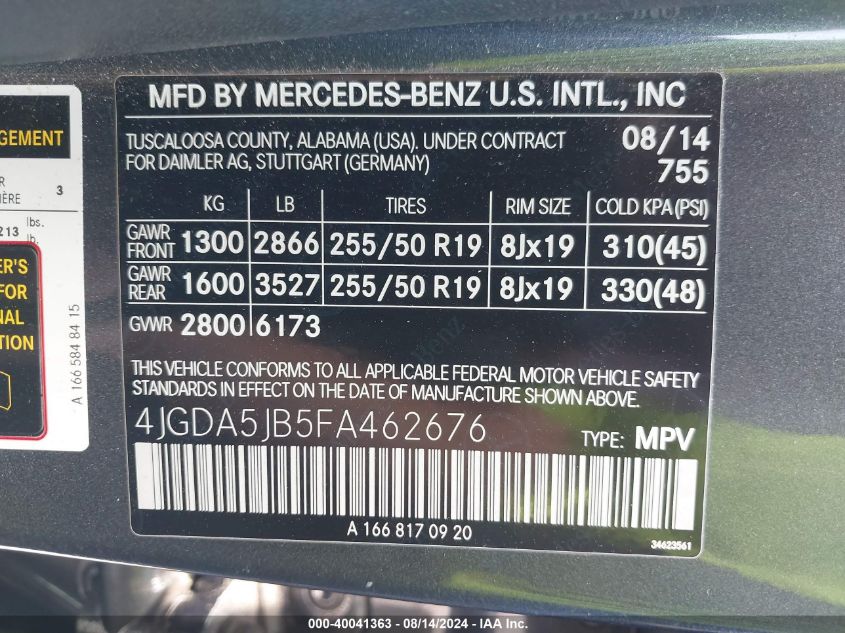 GEMENT
R
IÈRE
3
213
lbs.
lb.
ER'S
FOR
NAL
TION
A 166 584 84 15
MFD BY MERCEDES-BENZ U.S. INTL., INC
TUSCALOOSA COUNTY, ALABAMA (USA). UNDER CONTRACT
FOR DAIMLER AG, STUTTGART (GERMANY)
08/14
755
KG LB TIRES RIM SIZE COLD KPA (PSI)
GAWR FRONT 1300 2866 255/50 R19 8Jx19 310(45)
GAWR REAR 1600 3527 255/50 R19 8Jx19 330(48)
GVWR 2800 6173
THIS VEHICLE CONFORMS TO ALL APPLICABLE FEDERAL MOTOR VEHICLE SAFETY
STANDARDS IN EFFECT ON THE DATE OF MANUFACTURE SHOWN ABOVE.
4JGDA5JB5FA462676
TYPE: MPV
A 166 817 09 20
34623561
000-40041363 - 08/14/2024 - IAA Inc.